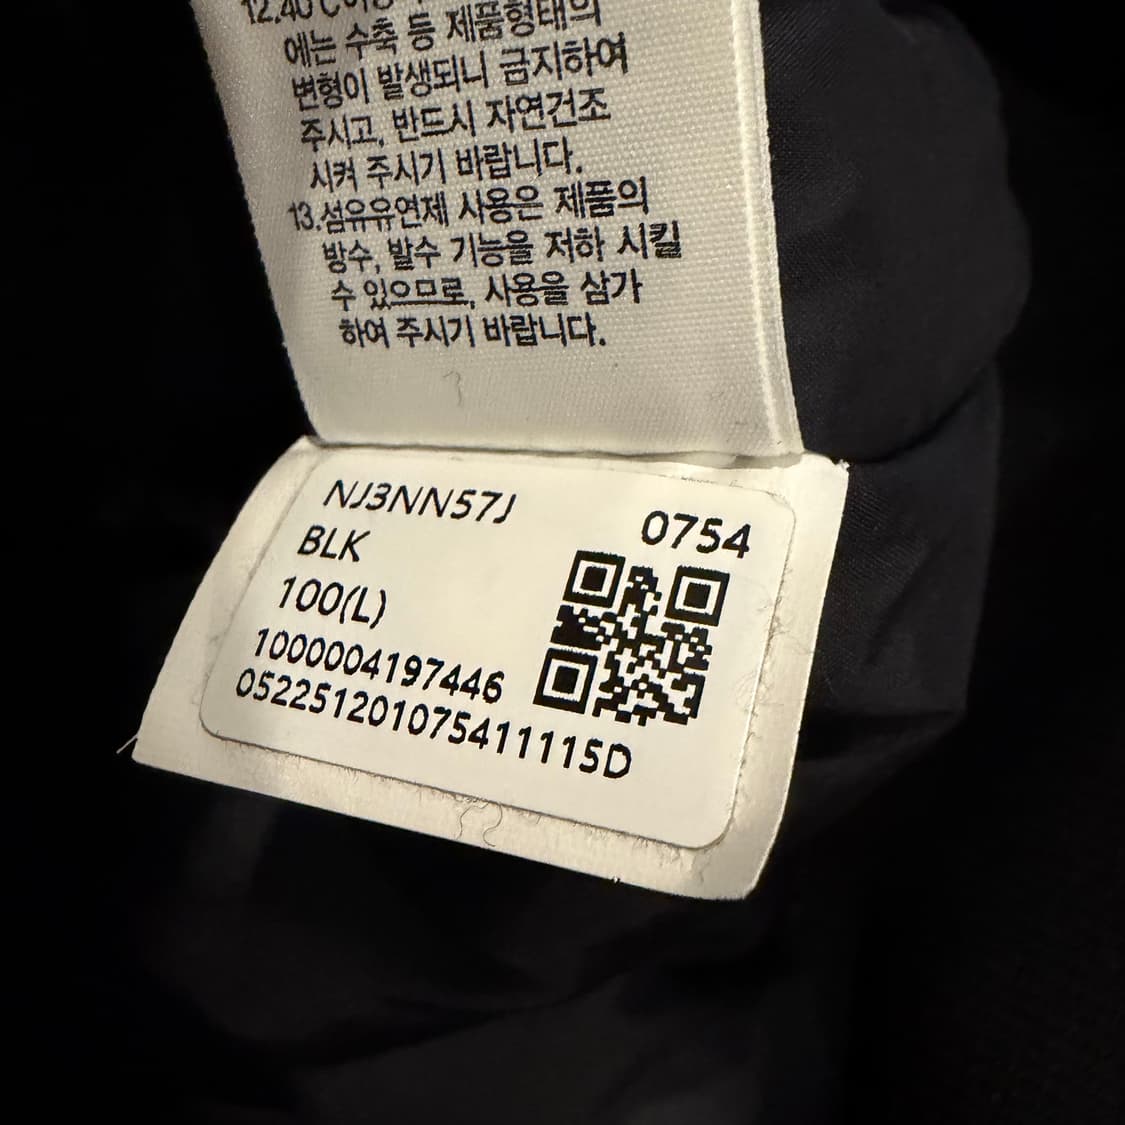 에는 수축 등 제품형태의
변형이 발생되니 금지하여
주시고, 반드시 자연건조
시켜 주시기 바랍니다.
13.섬유유연제 사용은 제품의
방수, 발수 기능을 저하 시킬
수 있으므로, 사용을 삼가
하여 주시기 바랍니다.
NJ3NN57J
0754
BLK
100(L)
1000004197446
052251201075411115D